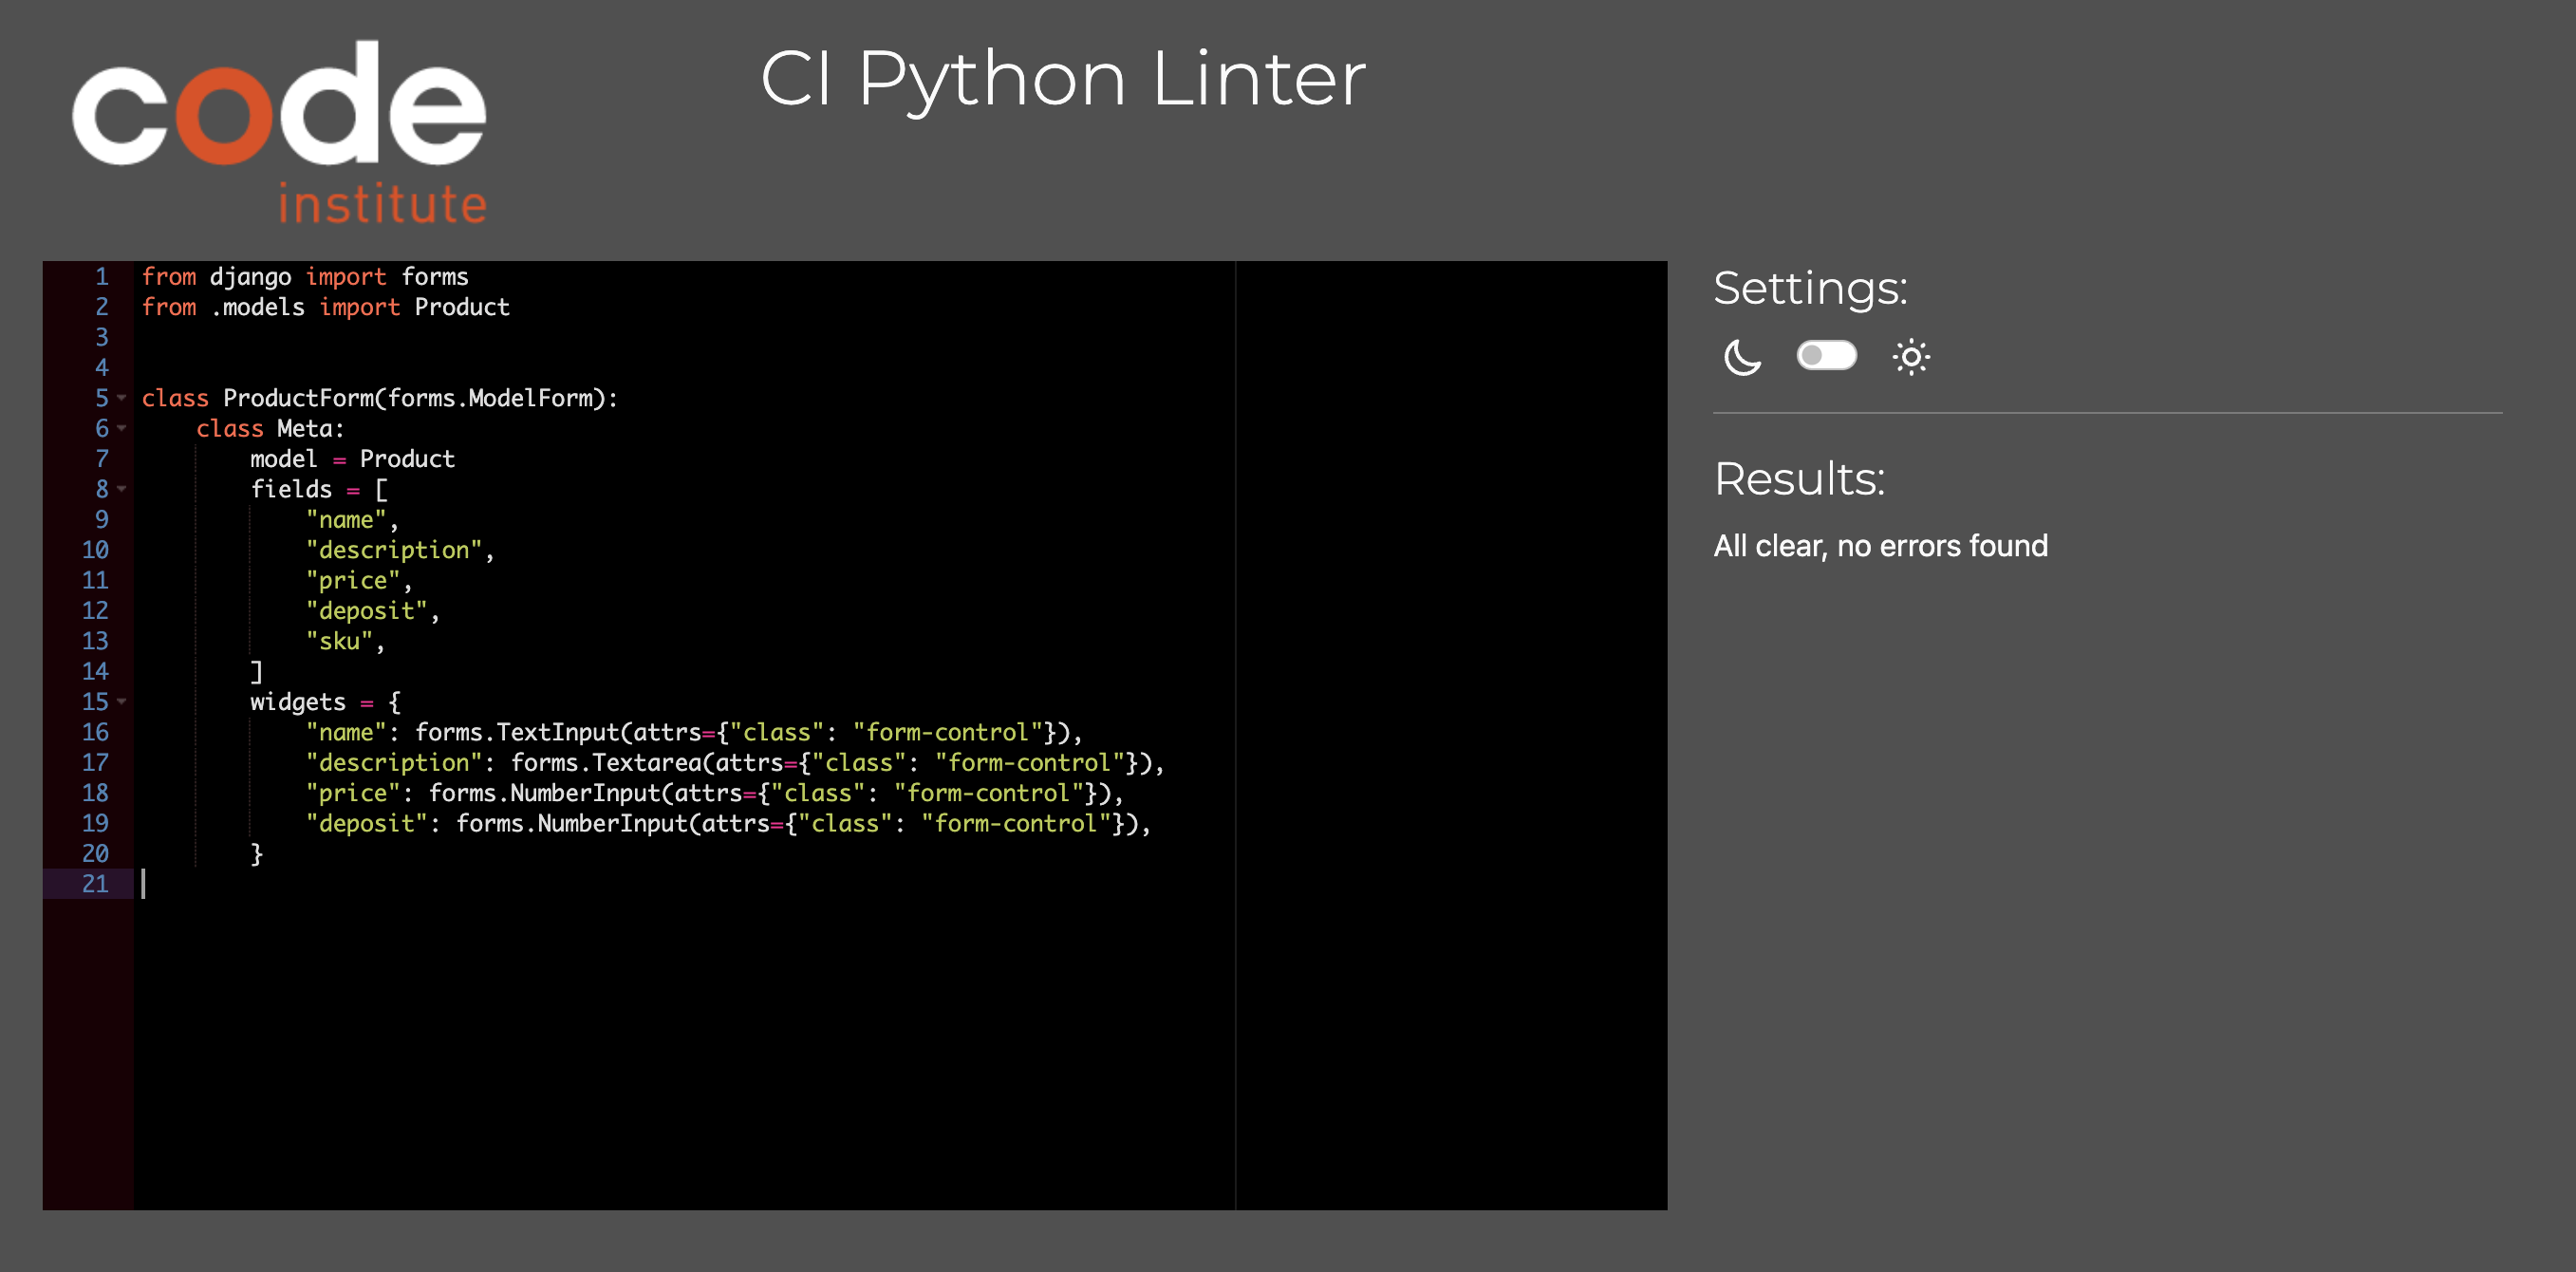 code
institute
CI Python Linter
1 from django import forms
2 from .models import Product
3
4
5 class ProductForm(forms.ModelForm):
6     class Meta:
7         model = Product
8         fields = [
9             "name",
10             "description",
11             "price",
12             "deposit",
13             "sku",
14         ]
15         widgets = {
16             "name": forms.TextInput(attrs={"class": "form-control"}),
17             "description": forms.Textarea(attrs={"class": "form-control"}),
18             "price": forms.NumberInput(attrs={"class": "form-control"}),
19             "deposit": forms.NumberInput(attrs={"class": "form-control"}),
20         }
21
Settings:
Results:
All clear, no errors found